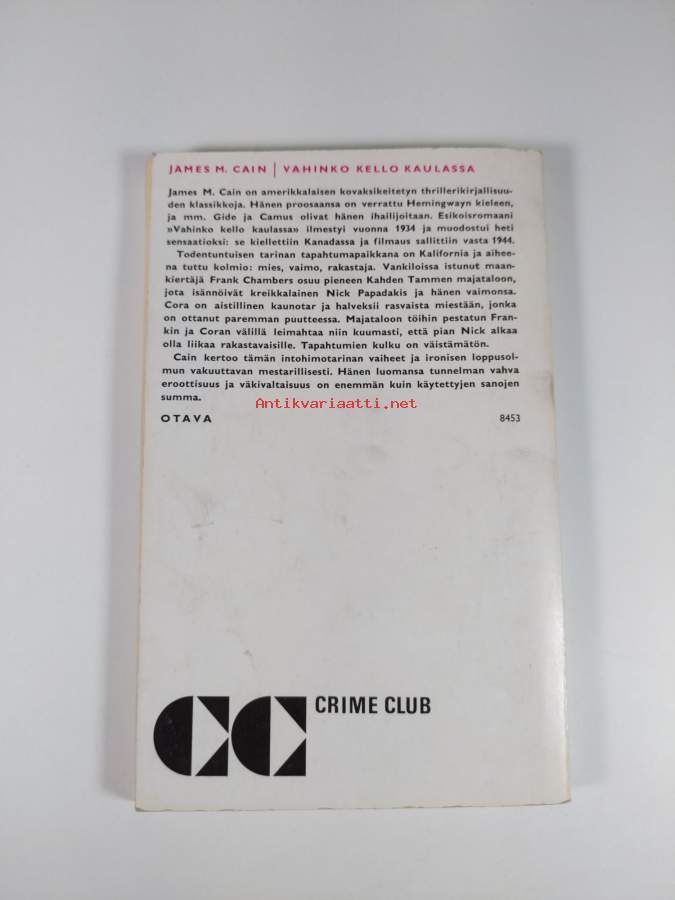 JAMES M. CAIN | VAHINKO KELLO KAULASSA
James M. Cain on amerikkalaisen kovaksikeitetyn thrillerikirjallisuu-
den klassikkoja. Hänen proosaansa on verrattu Hemingwayn kieleen,
ja mm. Gide ja Camus olivat hänen ihailijoitaan. Esikoisromaani
»Vahinko kello kaulassa» ilmestyi vuonna 1934 ja muodostui heti
sensaatioksi: se kiellettiin Kanadassa ja filmaus sallittiin vasta 1944.
Todentuntuisen tarinan tapahtumapaikkana on Kalifornia ja aihee-
na tuttu kolmio: mies, vaimo, rakastaja. Vankiloissa istunut maan-
kiertäjä Frank Chambers osuu pieneen Kahden Tammen majataloon,
jota isännöivät kreikkalainen Nick Papadakis ja hänen vaimonsa.
Cora on aistillinen kaunotar ja halveksii rasvaista miestään, jonka
on ottanut paremman puutteessa. Majataloon töihin pestatun Fran-
kin ja Coran välillä leimahtaa niin kuumasti, että pian Nick alkaa
olla liikaa rakastavaisille. Tapahtumien kulku on väistämätön.
Cain kertoo tämän intohimotarinan vaiheet ja ironisen loppusol-
mun vakuuttavan mestarillisesti. Hänen luomansa tunnelman vahva
eroottisuus ja väkivaltaisuus on enemmän kuin käytettyjen sanojen
summa.
Antikvariaatti.net
OTAVA 8453
CC CRIME CLUB